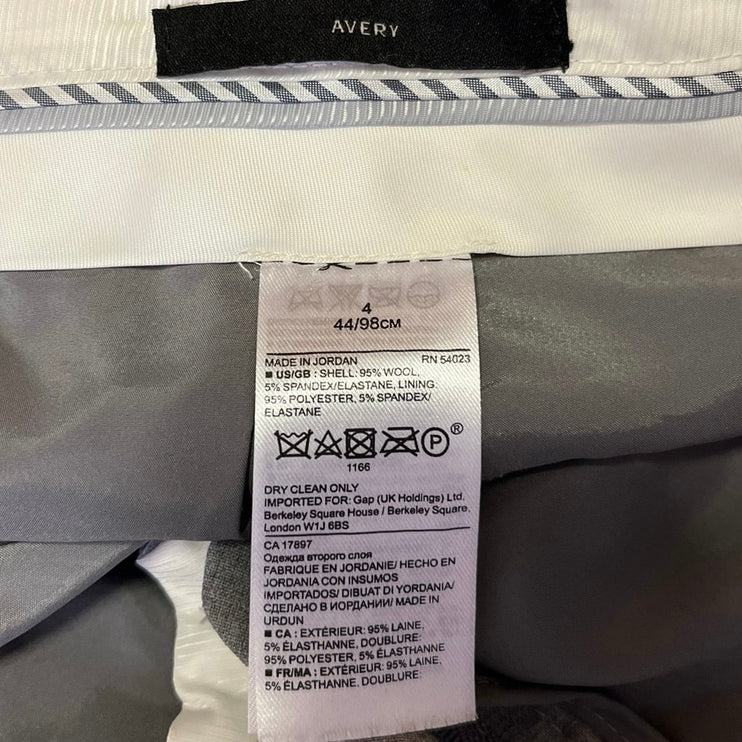 AVERY
4
44/98CM
MADE IN JORDAN RN 54023
■ US/GB : SHELL: 95% WOOL,
5% SPANDEX/ELASTANE, LINING:
95% POLYESTER, 5% SPANDEX/
ELASTANE
P ®
1166
DRY CLEAN ONLY
IMPORTED FOR: Gap (UK Holdings) Ltd,
Berkeley Square House / Berkeley Square,
London W1J 6BS
CA 17897
Одежда второго слоя
FABRIQUE EN JORDANIE/ HECHO EN
JORDANIA CON INSUMOS
IMPORTADOS/ DIBUAT DI YORDANIA/
СДЕЛАНО В ИОРДАНИИ/ MADE IN
URDUN
■ CA : EXTÉRIEUR: 95% LAINE,
5% ÉLASTHANNE, DOUBLURE:
95% POLYESTER, 5% ÉLASTHANNE
■ FR/MA : EXTÉRIEUR: 95% LAINE,
5% ÉLASTHANNE, DOUBLURE: